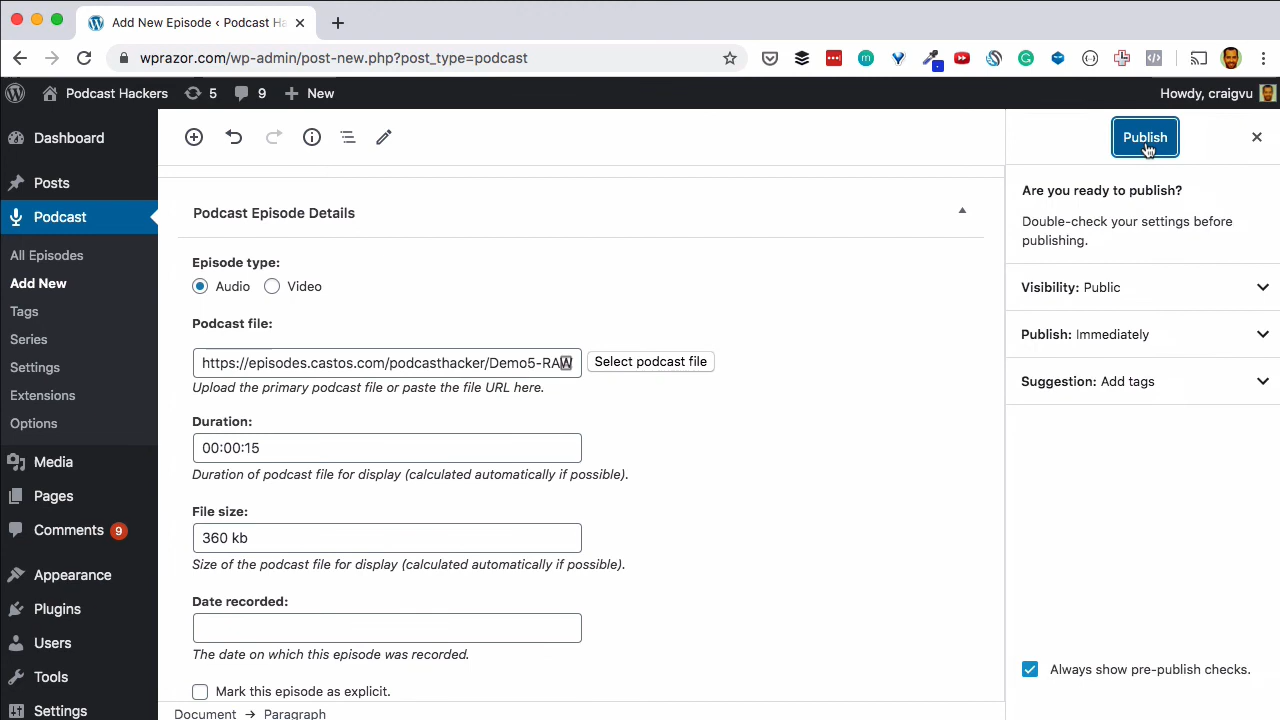 Add New Episode ‹ Podcast Ha
wprazor.com/wp-admin/post-new.php?post_type=podcast
Podcast Hackers
5
9
New
Howdy, craigvu
Dashboard
Posts
Podcast
All Episodes
Add New
Tags
Series
Settings
Extensions
Options
Media
Pages
Comments 9
Appearance
Plugins
Users
Tools
Settings
Podcast Episode Details
Episode type:
Audio Video
Podcast file:
https://episodes.castos.com/podcasthacker/Demo5-RAW
Select podcast file
Upload the primary podcast file or paste the file URL here.
Duration:
00:00:15
Duration of podcast file for display (calculated automatically if possible).
File size:
360 kb
Size of the podcast file for display (calculated automatically if possible).
Date recorded:
The date on which this episode was recorded.
Mark this episode as explicit.
Document → Paragraph
Publish
Are you ready to publish?
Double-check your settings before
publishing.
Visibility: Public
Publish: Immediately
Suggestion: Add tags
Always show pre-publish checks.